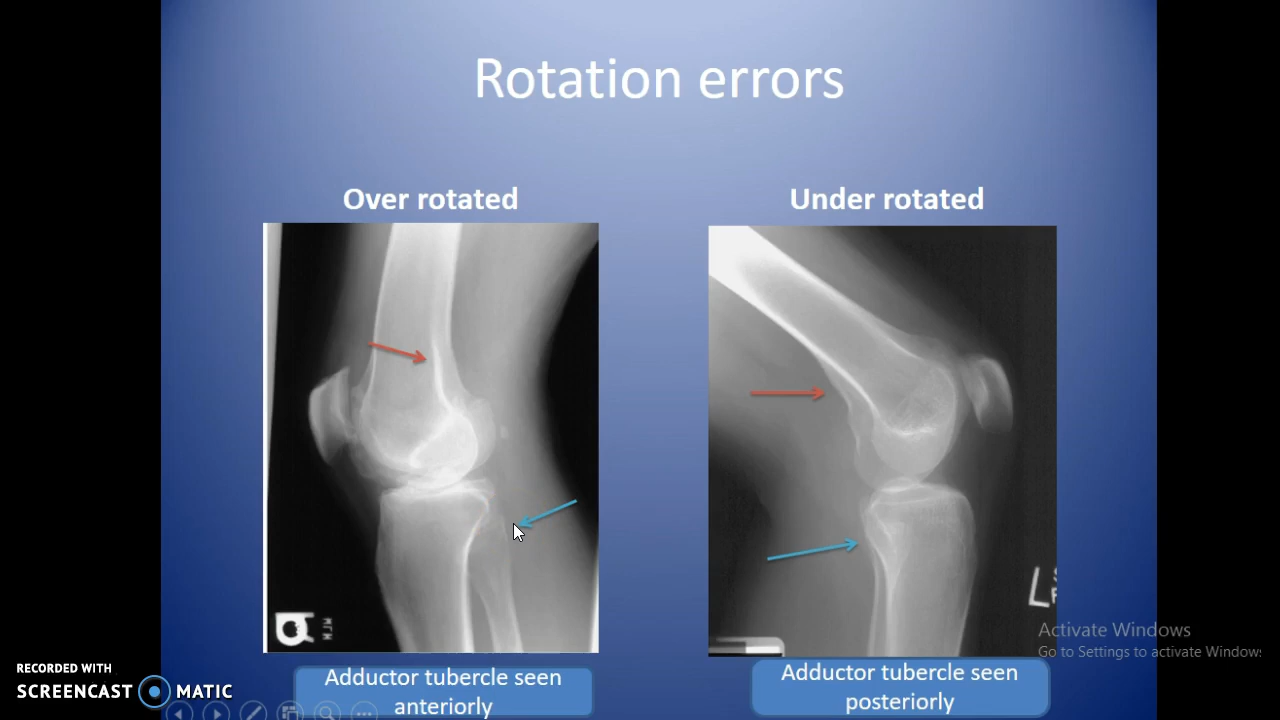 Rotation errors
Over rotated
Under rotated
L
Adductor tubercle seen
anteriorly
Adductor tubercle seen
posteriorly
Activate Windows
Go to Settings to activate Windows
RECORDED WITH
SCREENCAST MATIC